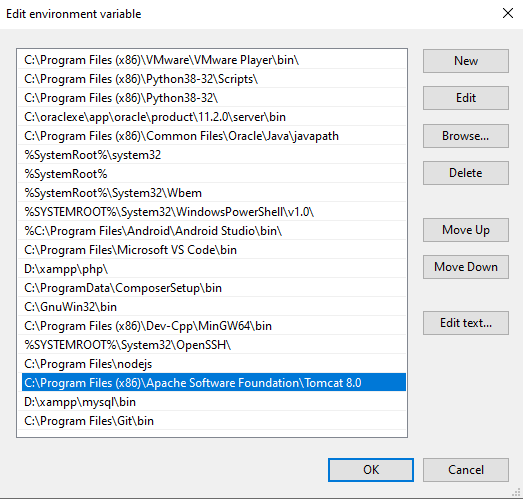 Edit environment variable
C:\Program Files (x86)\VMware\VMware Player\bin\
C:\Program Files (x86)\Python38-32\Scripts\
C:\Program Files (x86)\Python38-32\
C:\oraclexe\app\oracle\product\11.2.0\server\bin
C:\Program Files (x86)\Common Files\Oracle\Java\javapath
%SystemRoot%\system32
%SystemRoot%
%SystemRoot%\System32\Wbem
%SYSTEMROOT%\System32\WindowsPowerShell\v1.0\
%C:\Program Files\Android\Android Studio\bin\
C:\Program Files\Microsoft VS Code\bin
D:\xampp\php\
C:\ProgramData\ComposerSetup\bin
C:\GnuWin32\bin
C:\Program Files (x86)\Dev-Cpp\MinGW64\bin
%SYSTEMROOT%\System32\OpenSSH\
C:\Program Files\nodejs
C:\Program Files (x86)\Apache Software Foundation\Tomcat 8.0
D:\xampp\mysql\bin
C:\Program Files\Git\bin
New
Edit
Browse...
Delete
Move Up
Move Down
Edit text...
OK
Cancel